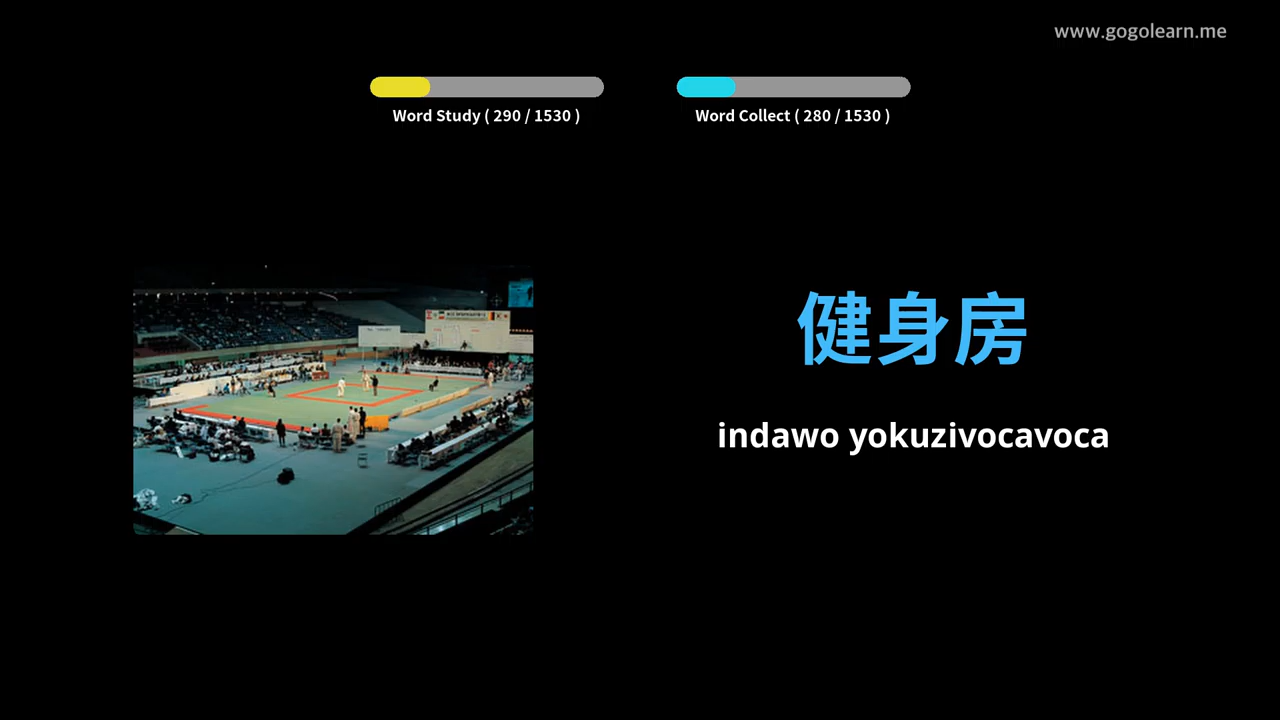 www.gogolearn.me
Word Study ( 290 / 1530 )
Word Collect ( 280 / 1530 )
健身房
indawo yokuzivocavoca